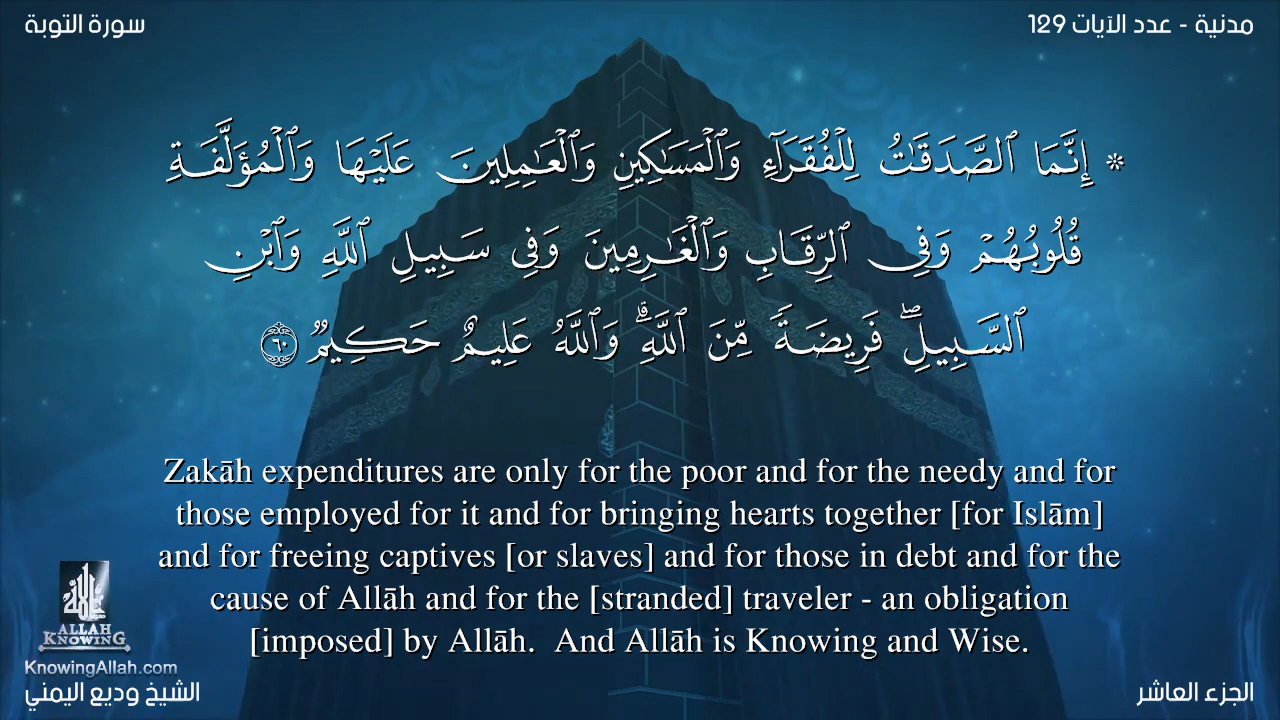 مدنية - عدد الآيات 129
سورة التوبة
* إِنَّمَا ٱلصَّدَقَـٰتُ لِلْفُقَرَآءِ وَٱلْمَسَـٰكِينِ وَٱلْعَـٰمِلِينَ عَلَيْهَا وَٱلْمُؤَلَّفَةِ
قُلُوبُهُمْ وَفِى ٱلرِّقَابِ وَٱلْغَـٰرِمِينَ وَفِى سَبِيلِ ٱللَّهِ وَٱبْنِ
ٱلسَّبِيلِ ۖ فَرِيضَةً مِّنَ ٱللَّهِ ۗ وَٱللَّهُ عَلِيمٌ حَكِيمٌ ٦٠
Zakāh expenditures are only for the poor and for the needy and for
those employed for it and for bringing hearts together [for Islām]
and for freeing captives [or slaves] and for those in debt and for the
cause of Allāh and for the [stranded] traveler - an obligation
[imposed] by Allāh.  And Allāh is Knowing and Wise.
ALLAH
KNOWING
KnowingAllah.com
الجزء العاشر
الشيخ وديع اليمني